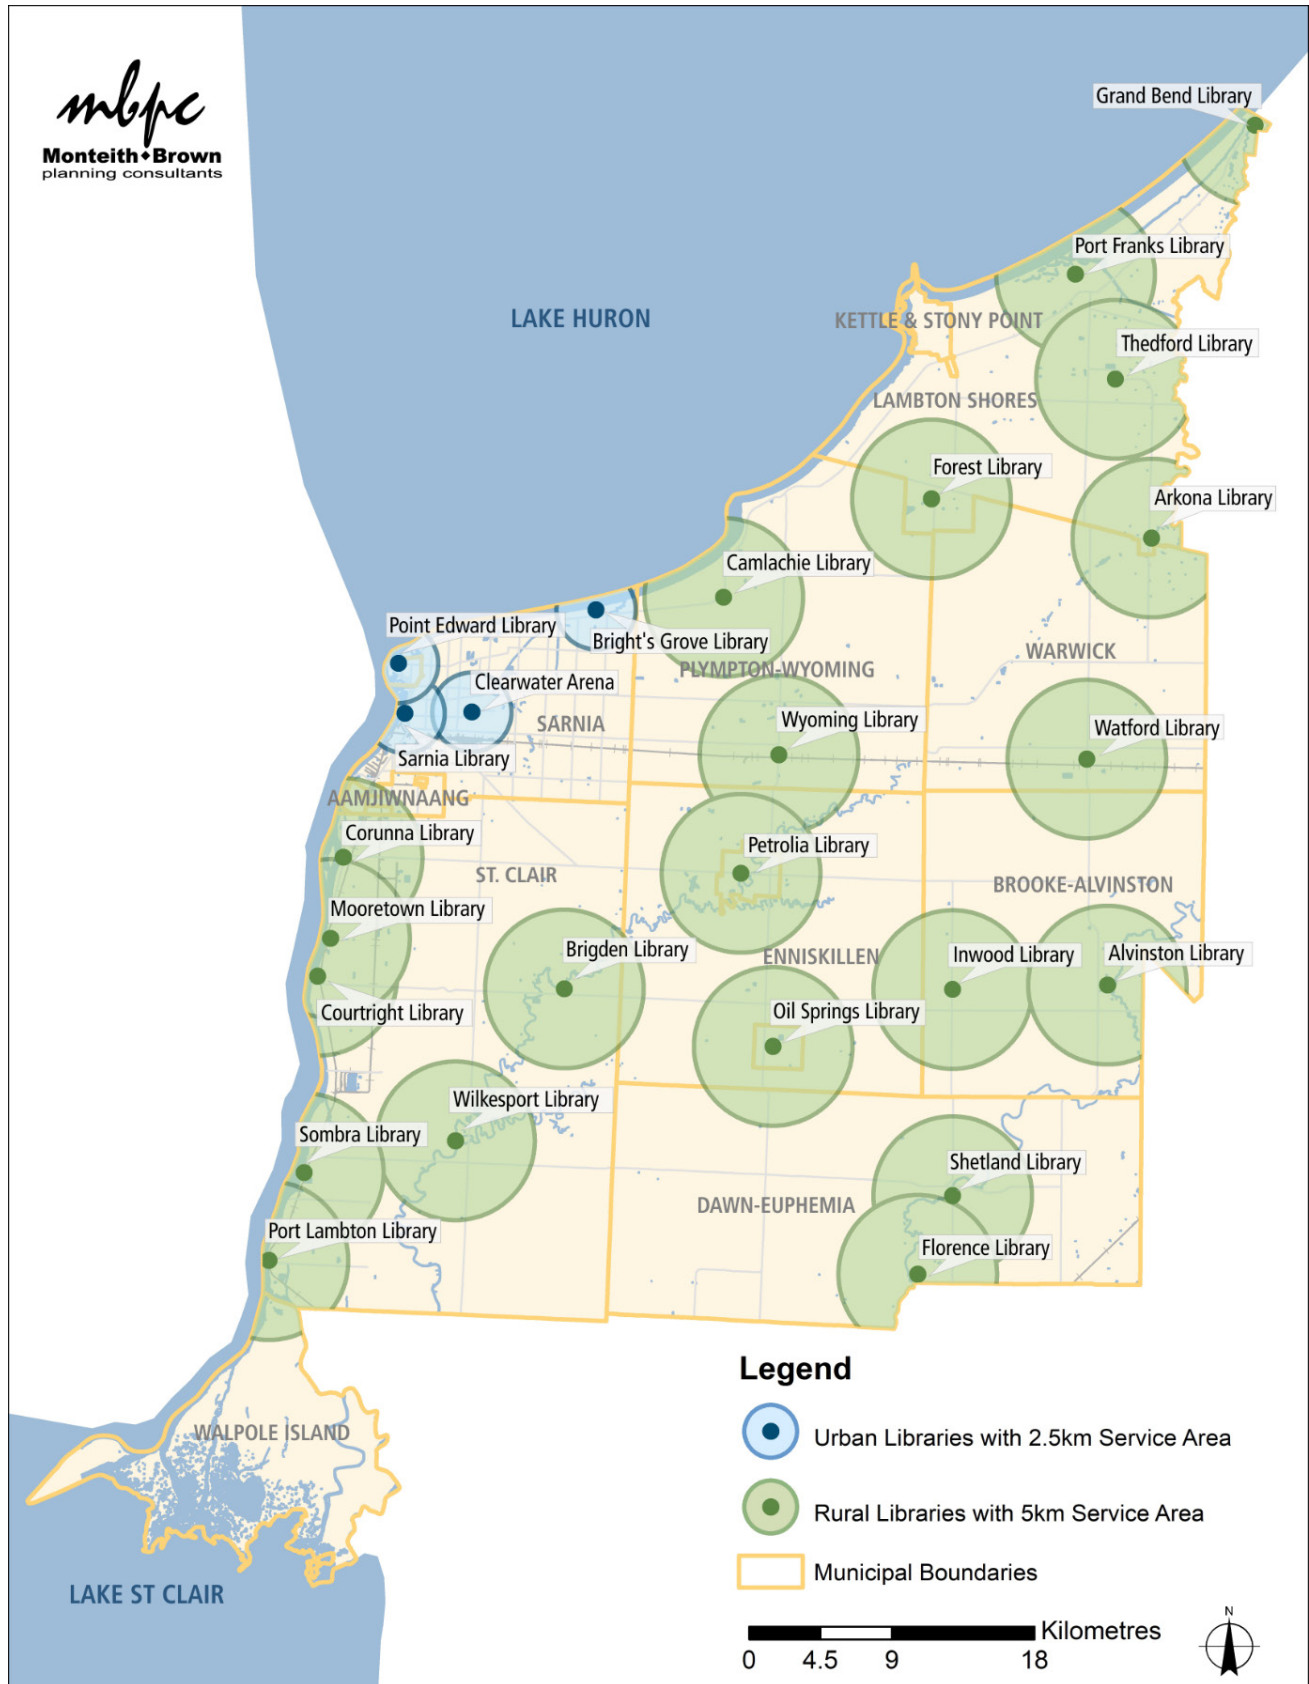 mbpc
Monteith◆Brown
planning consultants
Grand Bend Library
Port Franks Library
LAKE HURON
KETTLE & STONY POINT
Thedford Library
LAMBTON SHORES
Forest Library
Arkona Library
Camlachie Library
Point Edward Library
Bright's Grove Library
WARWICK
PLYMPTON-WYOMING
Clearwater Arena
SARNIA
Wyoming Library
Watford Library
Sarnia Library
AAMJIWNAANG
Corunna Library
Petrolia Library
ST. CLAIR
BROOKE-ALVINSTON
Mooretown Library
Brigden Library
ENNISKILLEN
Inwood Library
Alvinston Library
Courtright Library
Oil Springs Library
Wilkesport Library
Sombra Library
Shetland Library
DAWN-EUPHEMIA
Port Lambton Library
Florence Library
Legend
WALPOLE ISLAND
Urban Libraries with 2.5km Service Area
Rural Libraries with 5km Service Area
Municipal Boundaries
LAKE ST CLAIR
N
Kilometres
0 4.5 9 18